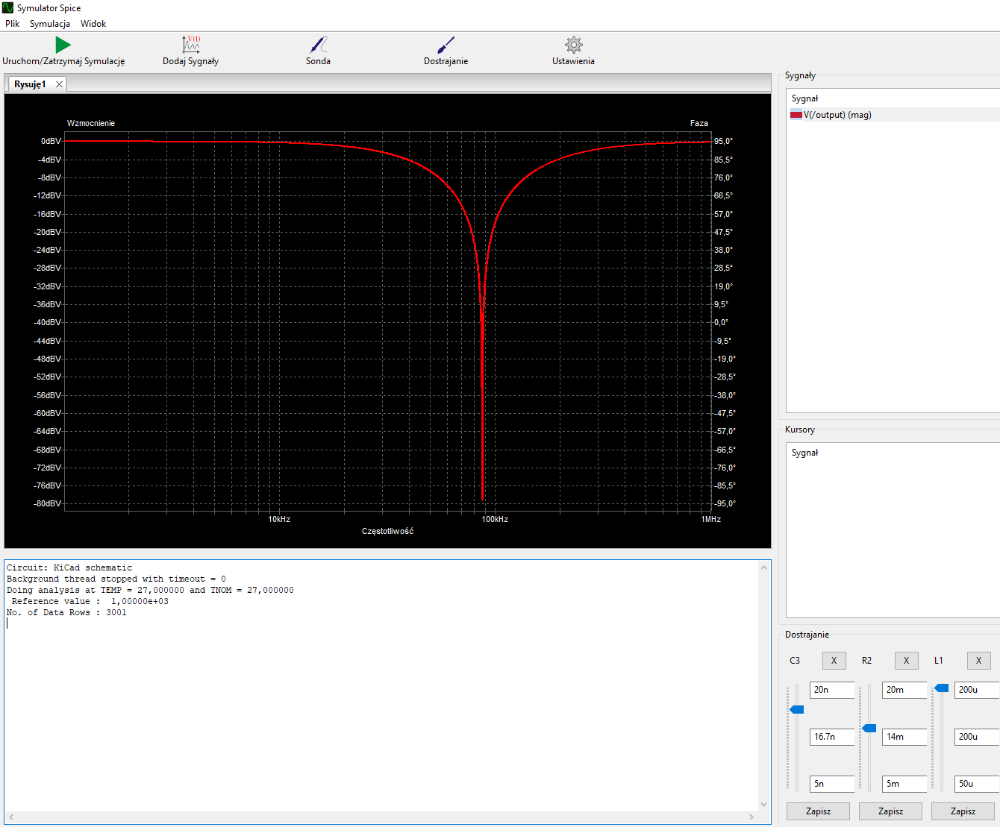 Symulator Spice
Plik Symulacja Widok
Uruchom/Zatrzymaj Symulację
V(t)
Dodaj Sygnały
Sonda
Dostrajanie
Ustawienia
Rysuję1
Wzmocnienie
Faza
0dBV
-4dBV
-8dBV
-12dBV
-16dBV
-20dBV
-24dBV
-28dBV
-32dBV
-36dBV
-40dBV
-44dBV
-48dBV
-52dBV
-56dBV
-60dBV
-64dBV
-68dBV
-72dBV
-76dBV
-80dBV
95,0°
85,5°
76,0°
66,5°
57,0°
47,5°
38,0°
28,5°
19,0°
9,5°
0,0°
-9,5°
-19,0°
-28,5°
-38,0°
-47,5°
-57,0°
-66,5°
-76,0°
-85,5°
-95,0°
10kHz
100kHz
1MHz
Częstotliwość
Circuit: KiCad schematic
Background thread stopped with timeout = 0
Doing analysis at TEMP = 27,000000 and TNOM = 27,000000
Reference value : 1,00000e+03
No. of Data Rows : 3001
Sygnały
Sygnał
V(/output) (mag)
Kursory
Sygnał
Dostrajanie
C3
X
20n
16.7n
5n
Zapisz
R2
X
20m
14m
5m
Zapisz
L1
X
200u
200u
50u
Zapisz